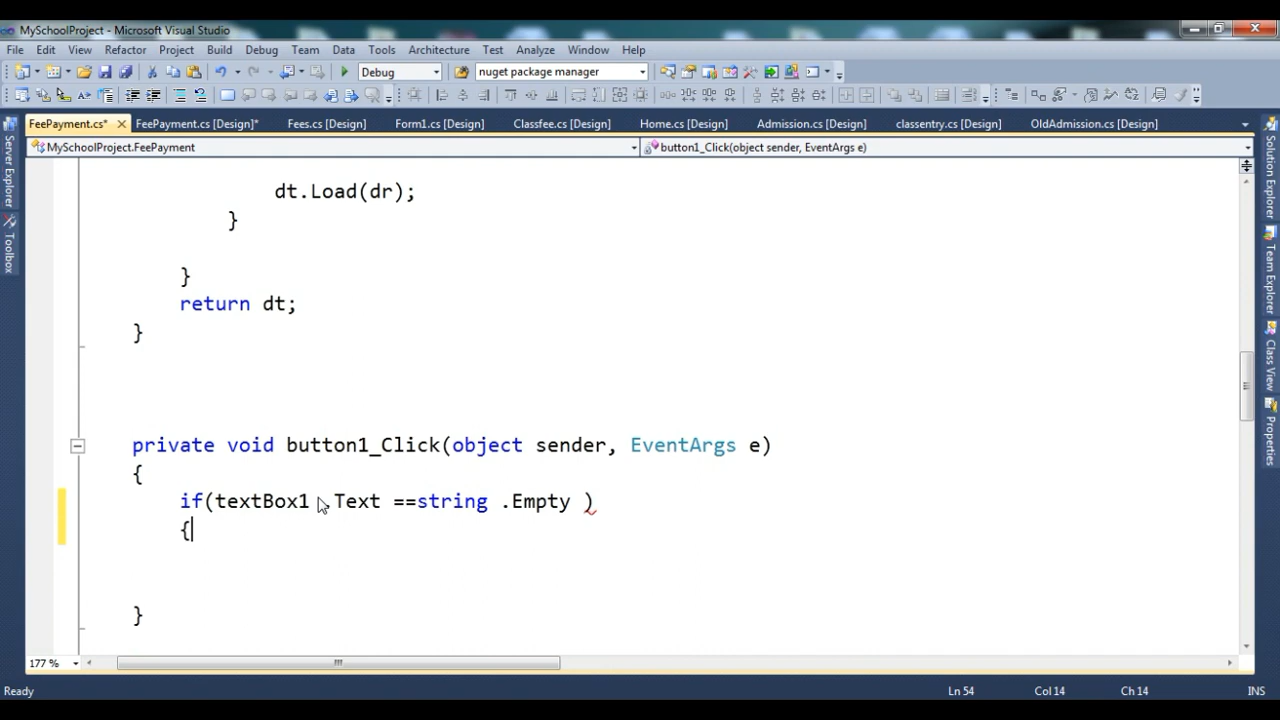 MySchoolProject - Microsoft Visual Studio
File Edit View Refactor Project Build Debug Team Data Tools Architecture Test Analyze Window Help
Debug nuget package manager
FeePayment.cs* FeePayment.cs [Design]* Fees.cs [Design] Form1.cs [Design] Classfee.cs [Design] Home.cs [Design] Admission.cs [Design] classentry.cs [Design] OldAdmission.cs [Design]
MySchoolProject.FeePayment button1_Click(object sender, EventArgs e)
Server Explorer
Toolbox
dt.Load(dr);
}
}
return dt;
}
private void button1_Click(object sender, EventArgs e)
{
if(textBox1 .Text ==string .Empty )
{
}
Solution Explorer
Team Explorer
Class View
Properties
177 %
Ready Ln 54 Col 14 Ch 14 INS